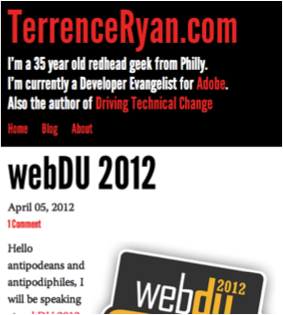 TerrenceRyan.com
I'm a 35 year old redhead geek from Philly.
I'm currently a Developer Evangelist for Adobe.
Also the author of Driving Technical Change
Home Blog About
webDU 2012
April 05, 2012
1 Comment
Hello
antipodeans and
antipodiphiles, I
will be speaking
2012
webdu